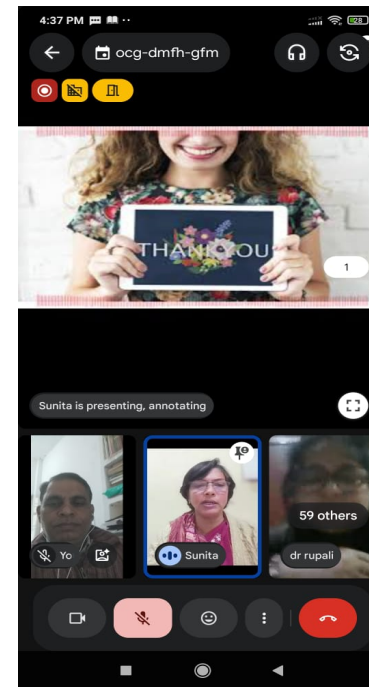 4:37 PM
28
ocg-dmfh-gfm
THANK YOU
1
Sunita is presenting, annotating
59 others
Yo
Sunita
dr rupali